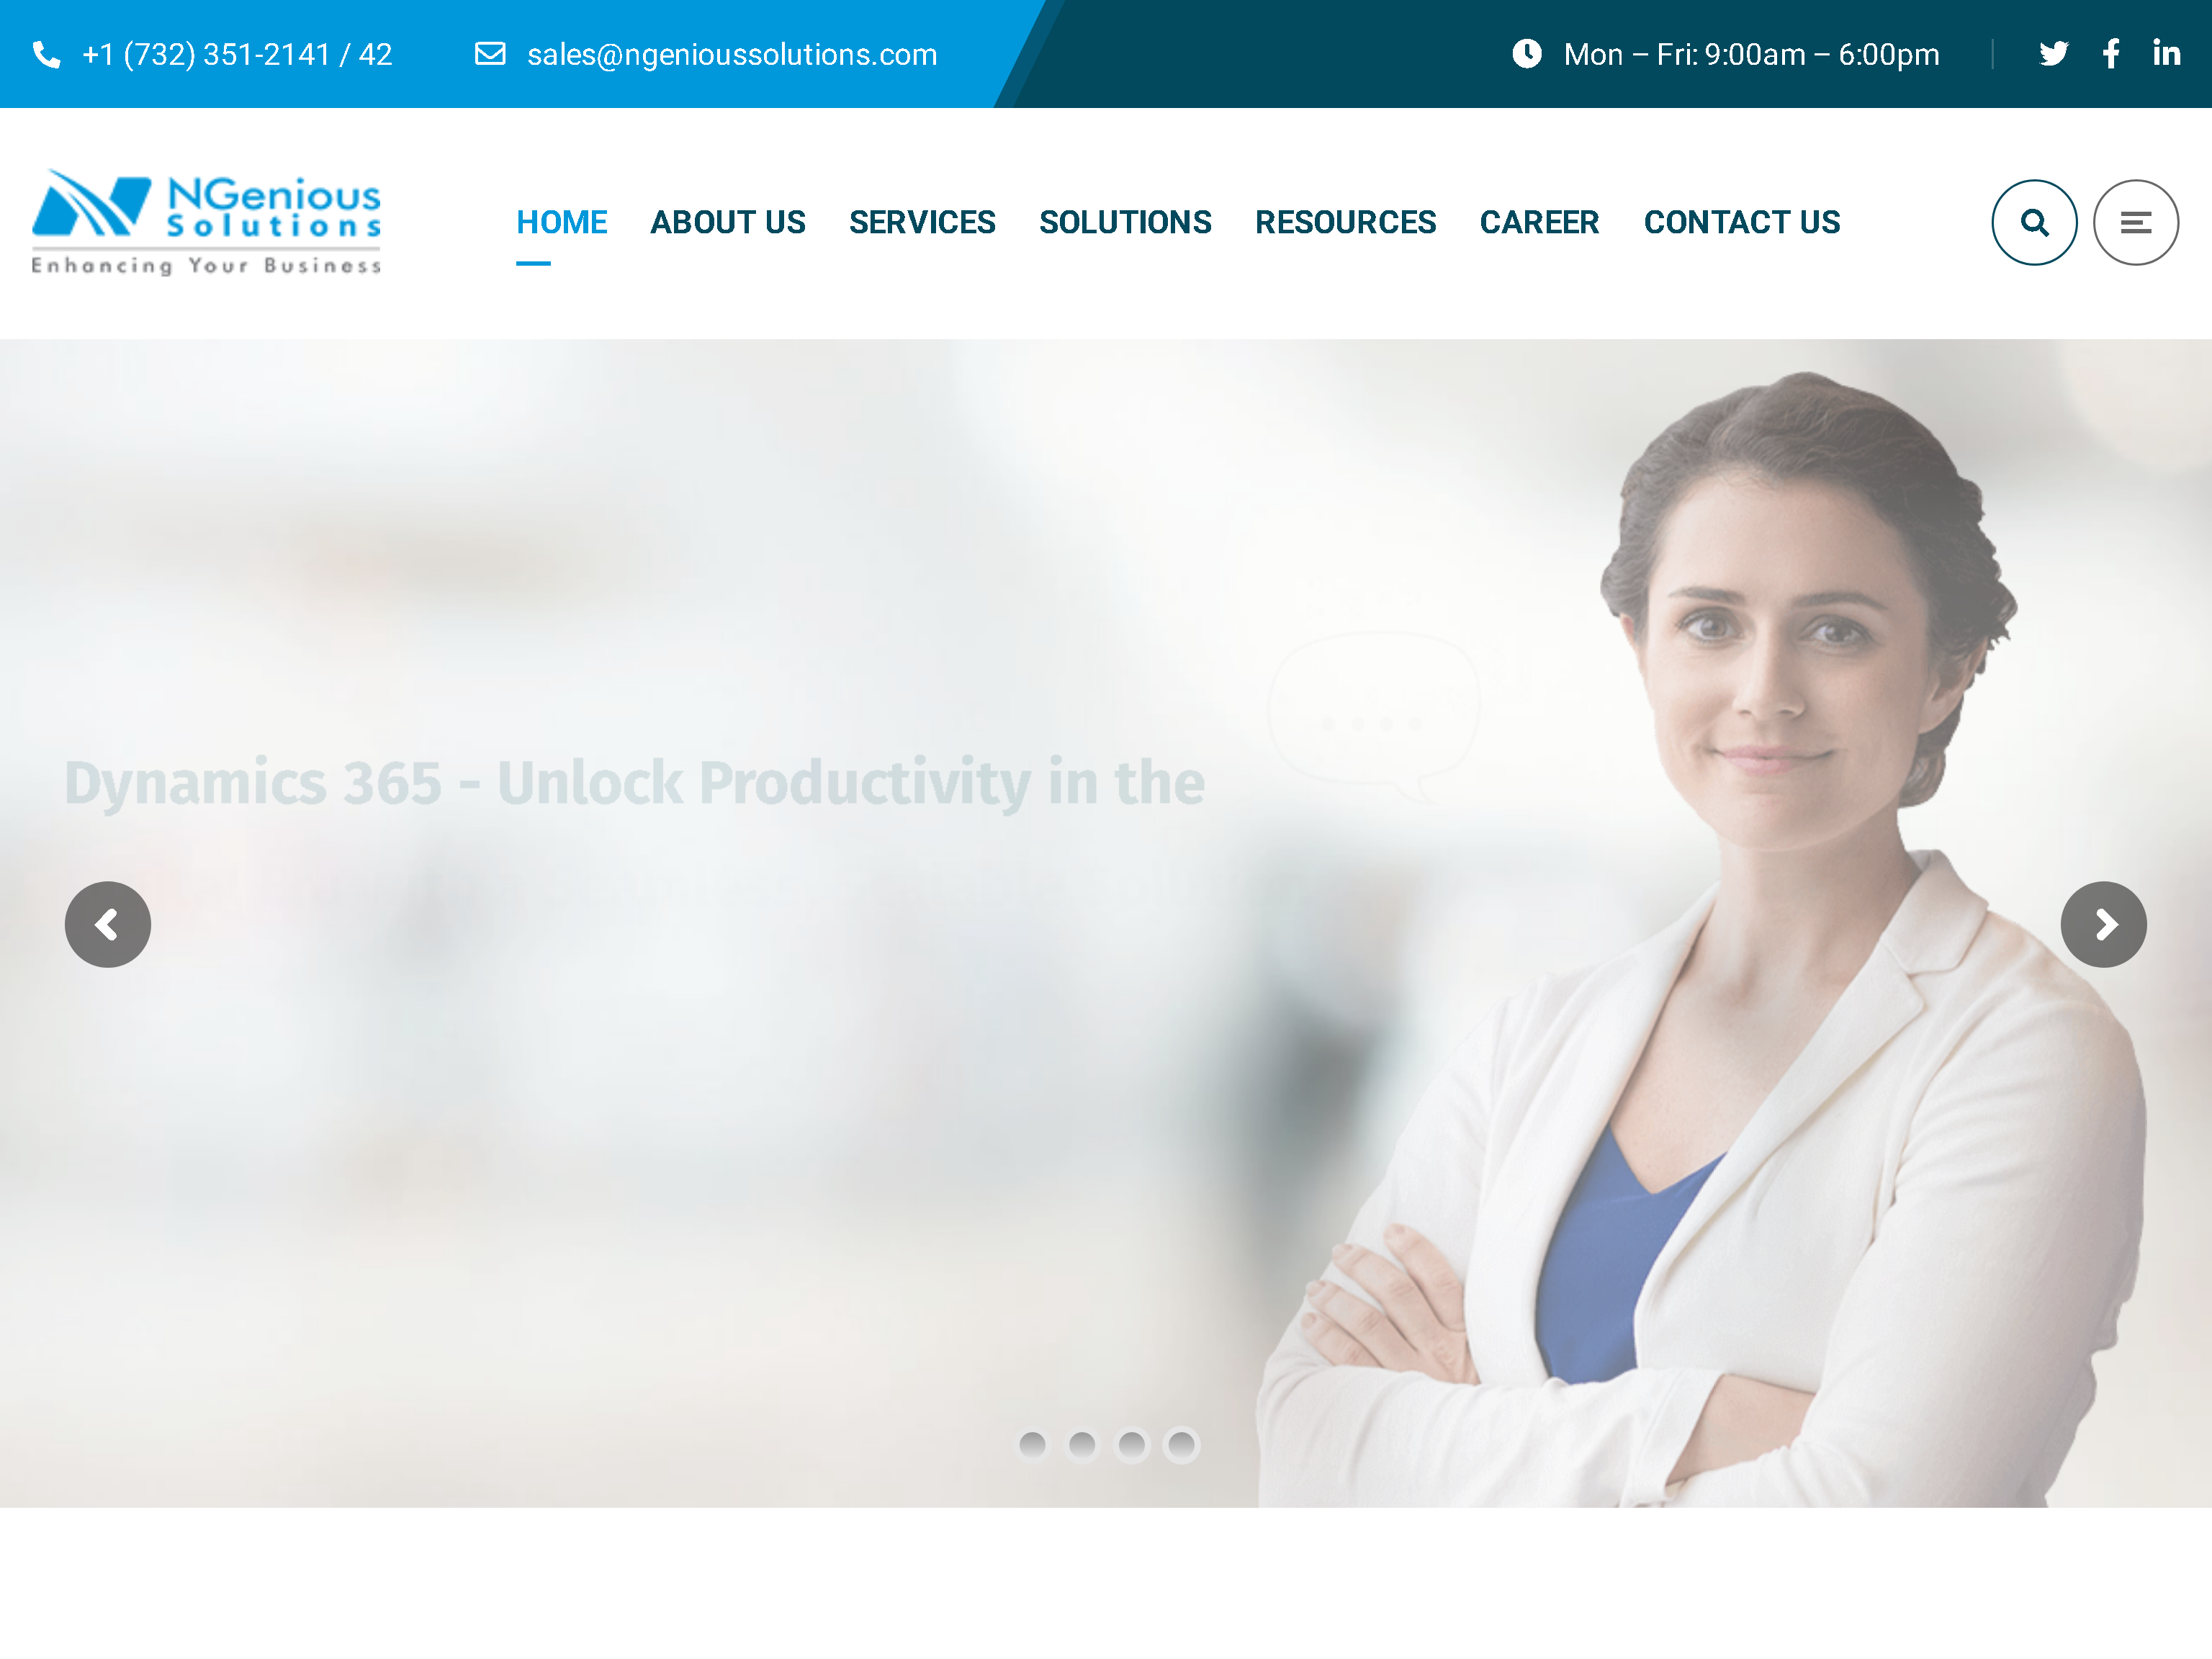 +1 (732) 351-2141 / 42
sales@ngenioussolutions.com
Mon – Fri: 9:00am – 6:00pm
NGenious
Solutions
Enhancing Your Business
HOME
ABOUT US
SERVICES
SOLUTIONS
RESOURCES
CAREER
CONTACT US
Dynamics 365 - Unlock Productivity in the